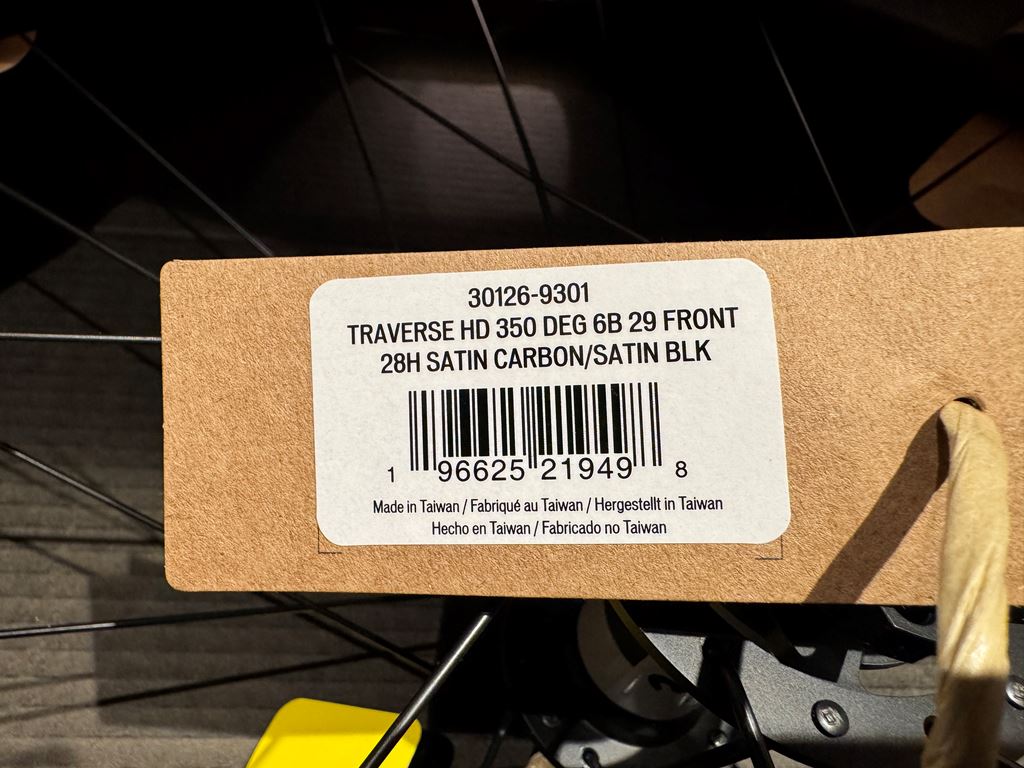 30126-9301
TRAVERSE HD 350 DEG 6B 29 FRONT
28H SATIN CARBON/SATIN BLK
1 96625 21949 8
Made in Taiwan / Fabriqué au Taiwan / Hergestellt in Taiwan
Hecho en Taiwan / Fabricado no Taiwan